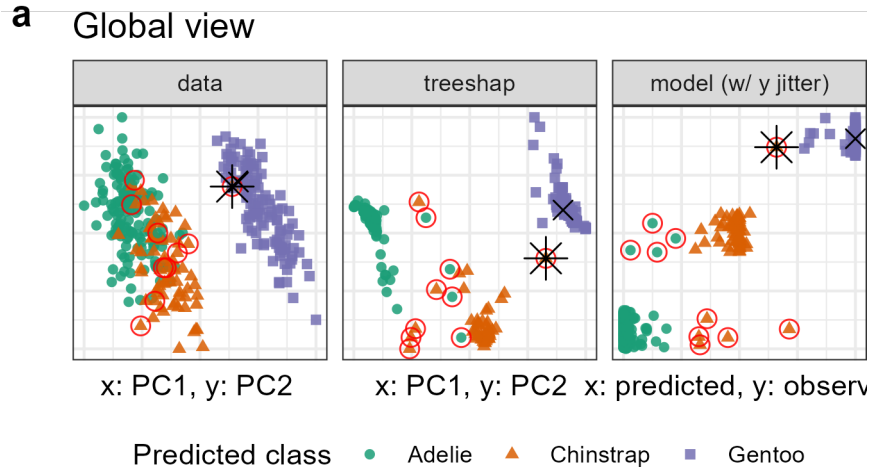 a
Global view
data
treeshap
model (w/ y jitter)
x: PC1, y: PC2
x: PC1, y: PC2
x: predicted, y: observ
Predicted class
Adelie
Chinstrap
Gentoo